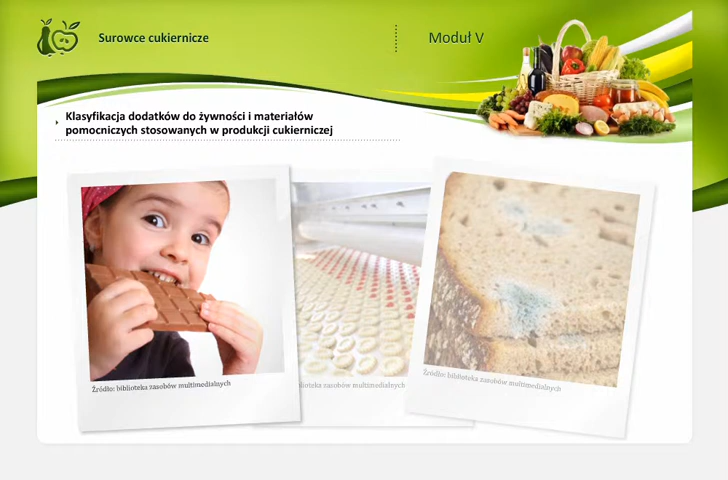 Surowce cukiernicze
Moduł V
Klasyfikacja dodatków do żywności i materiałów
pomocniczych stosowanych w produkcji cukierniczej
Źródło: biblioteka zasobów multimedialnych
biblioteka zasobów multimedialnych
Źródło: biblioteka zasobów multimedialnych